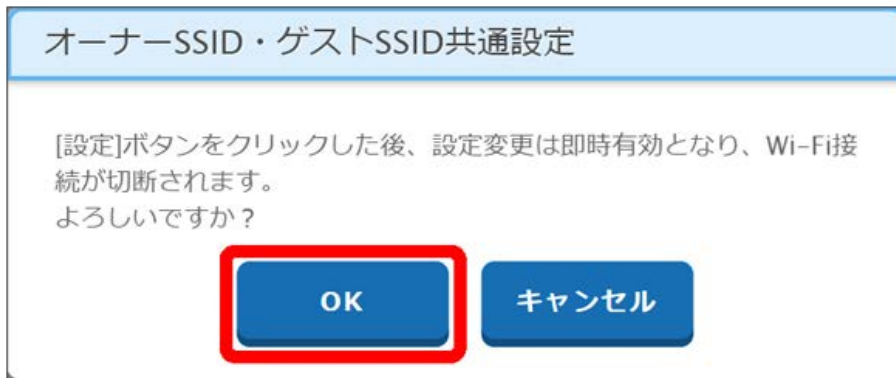 オーナーSSID・ゲストSSID共通設定
[設定]ボタンをクリックした後、設定変更は即時有効となり、Wi-Fi接
続が切断されます。
よろしいですか？
OK
キャンセル